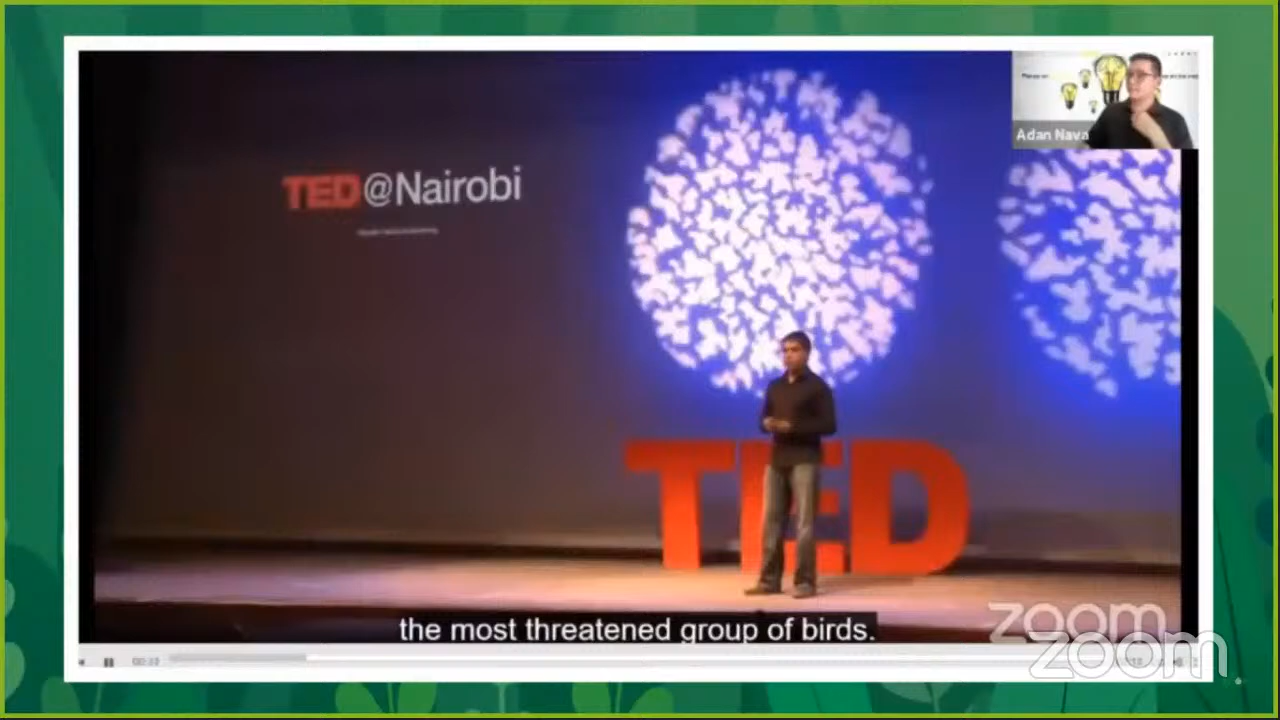 TED@Nairobi
Adan Nava
TED
the most threatened group of birds.
zoom
zoom